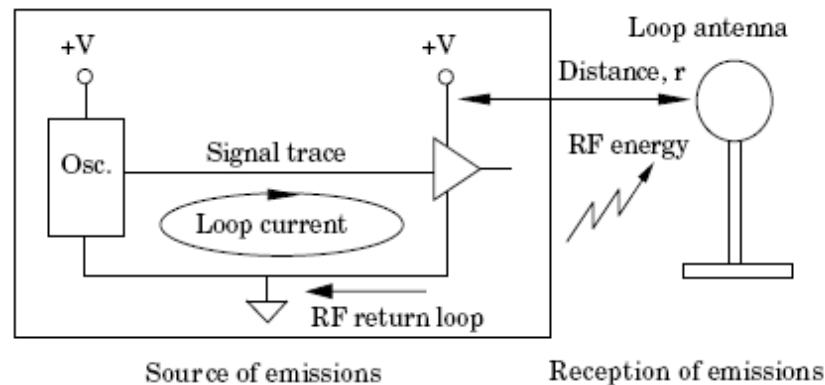 Loop antenna
+V
+V
Distance, r
Osc.
Signal trace
RF energy
Loop current
RF return loop
Source of emissions
Reception of emissions